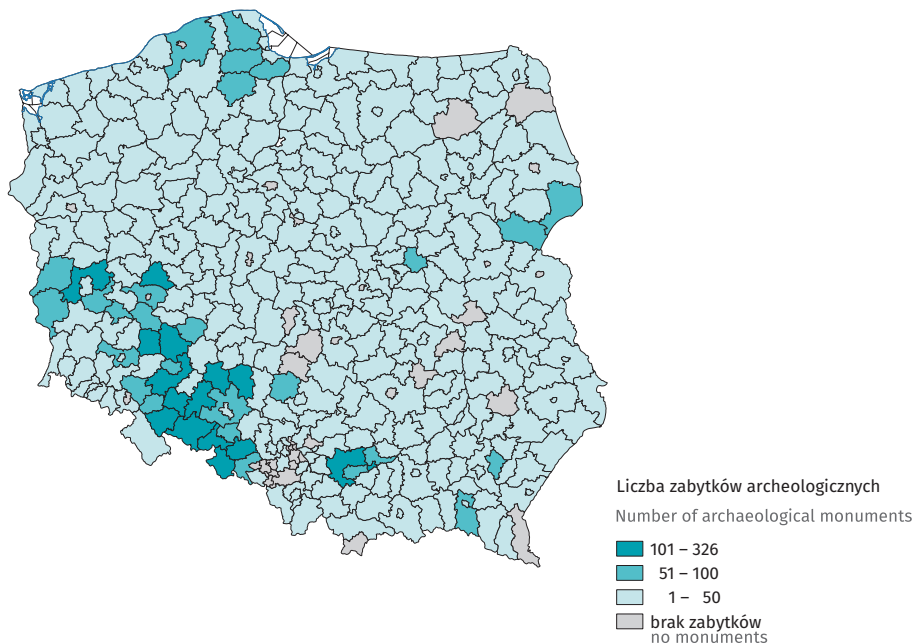 Liczba zabytków archeologicznych
Number of archaeological monuments
101 – 326
51 – 100
1 – 50
brak zabytków
no monuments